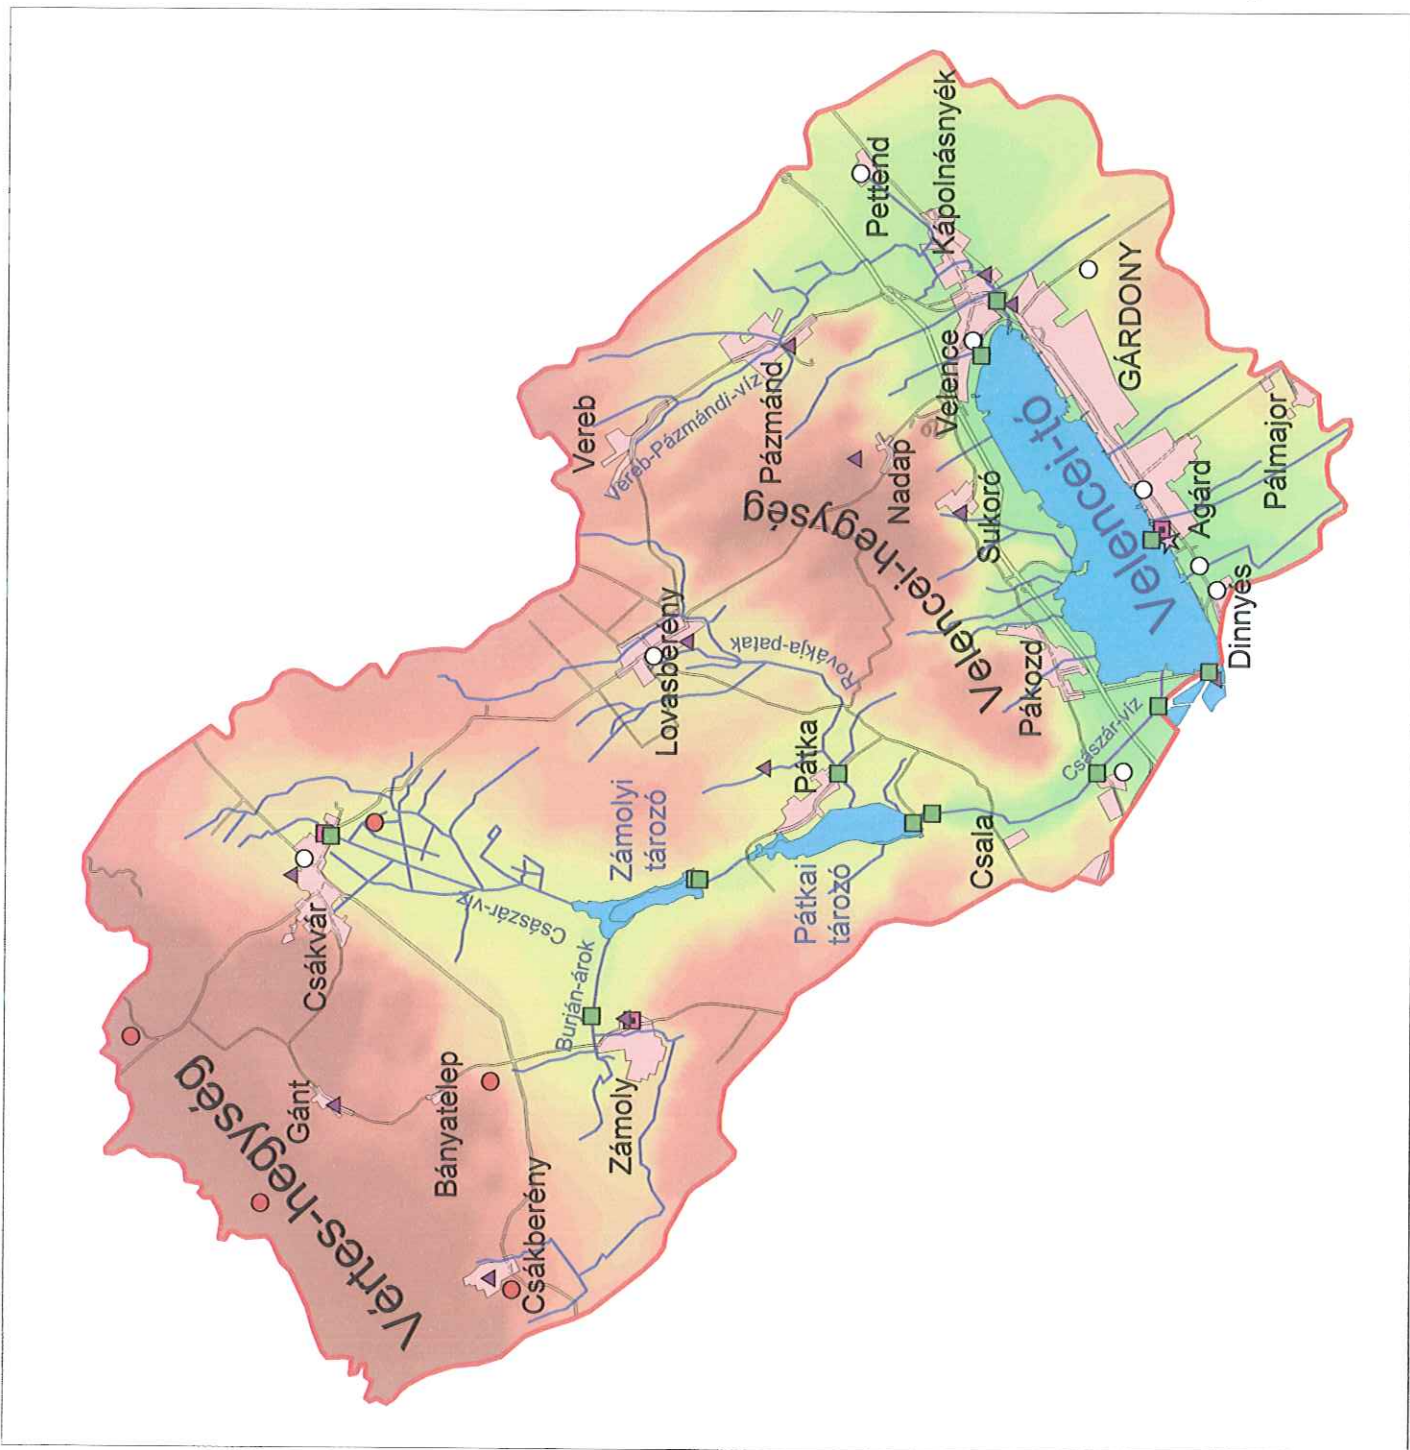 Vértes-hegység
Gánt
Csákvár
Bányatelep
Csákberény
Zámoly
Burján-árok
Császár-víz
Zámolyi
tározó
Pátkai
tározó
Pátka
Csala
Lovasberény
Rovákja-patak
Vereb
Vereb-Pázmándi-víz
Pázmánd
Velencei-hegység
Nadap
Sukoró
Pákozd
Császár-víz
Velence
Kápolnásnyék
Pettend
GÁRDONY
Velencei-tó
Agárd
Pálmajor
Dinnyés